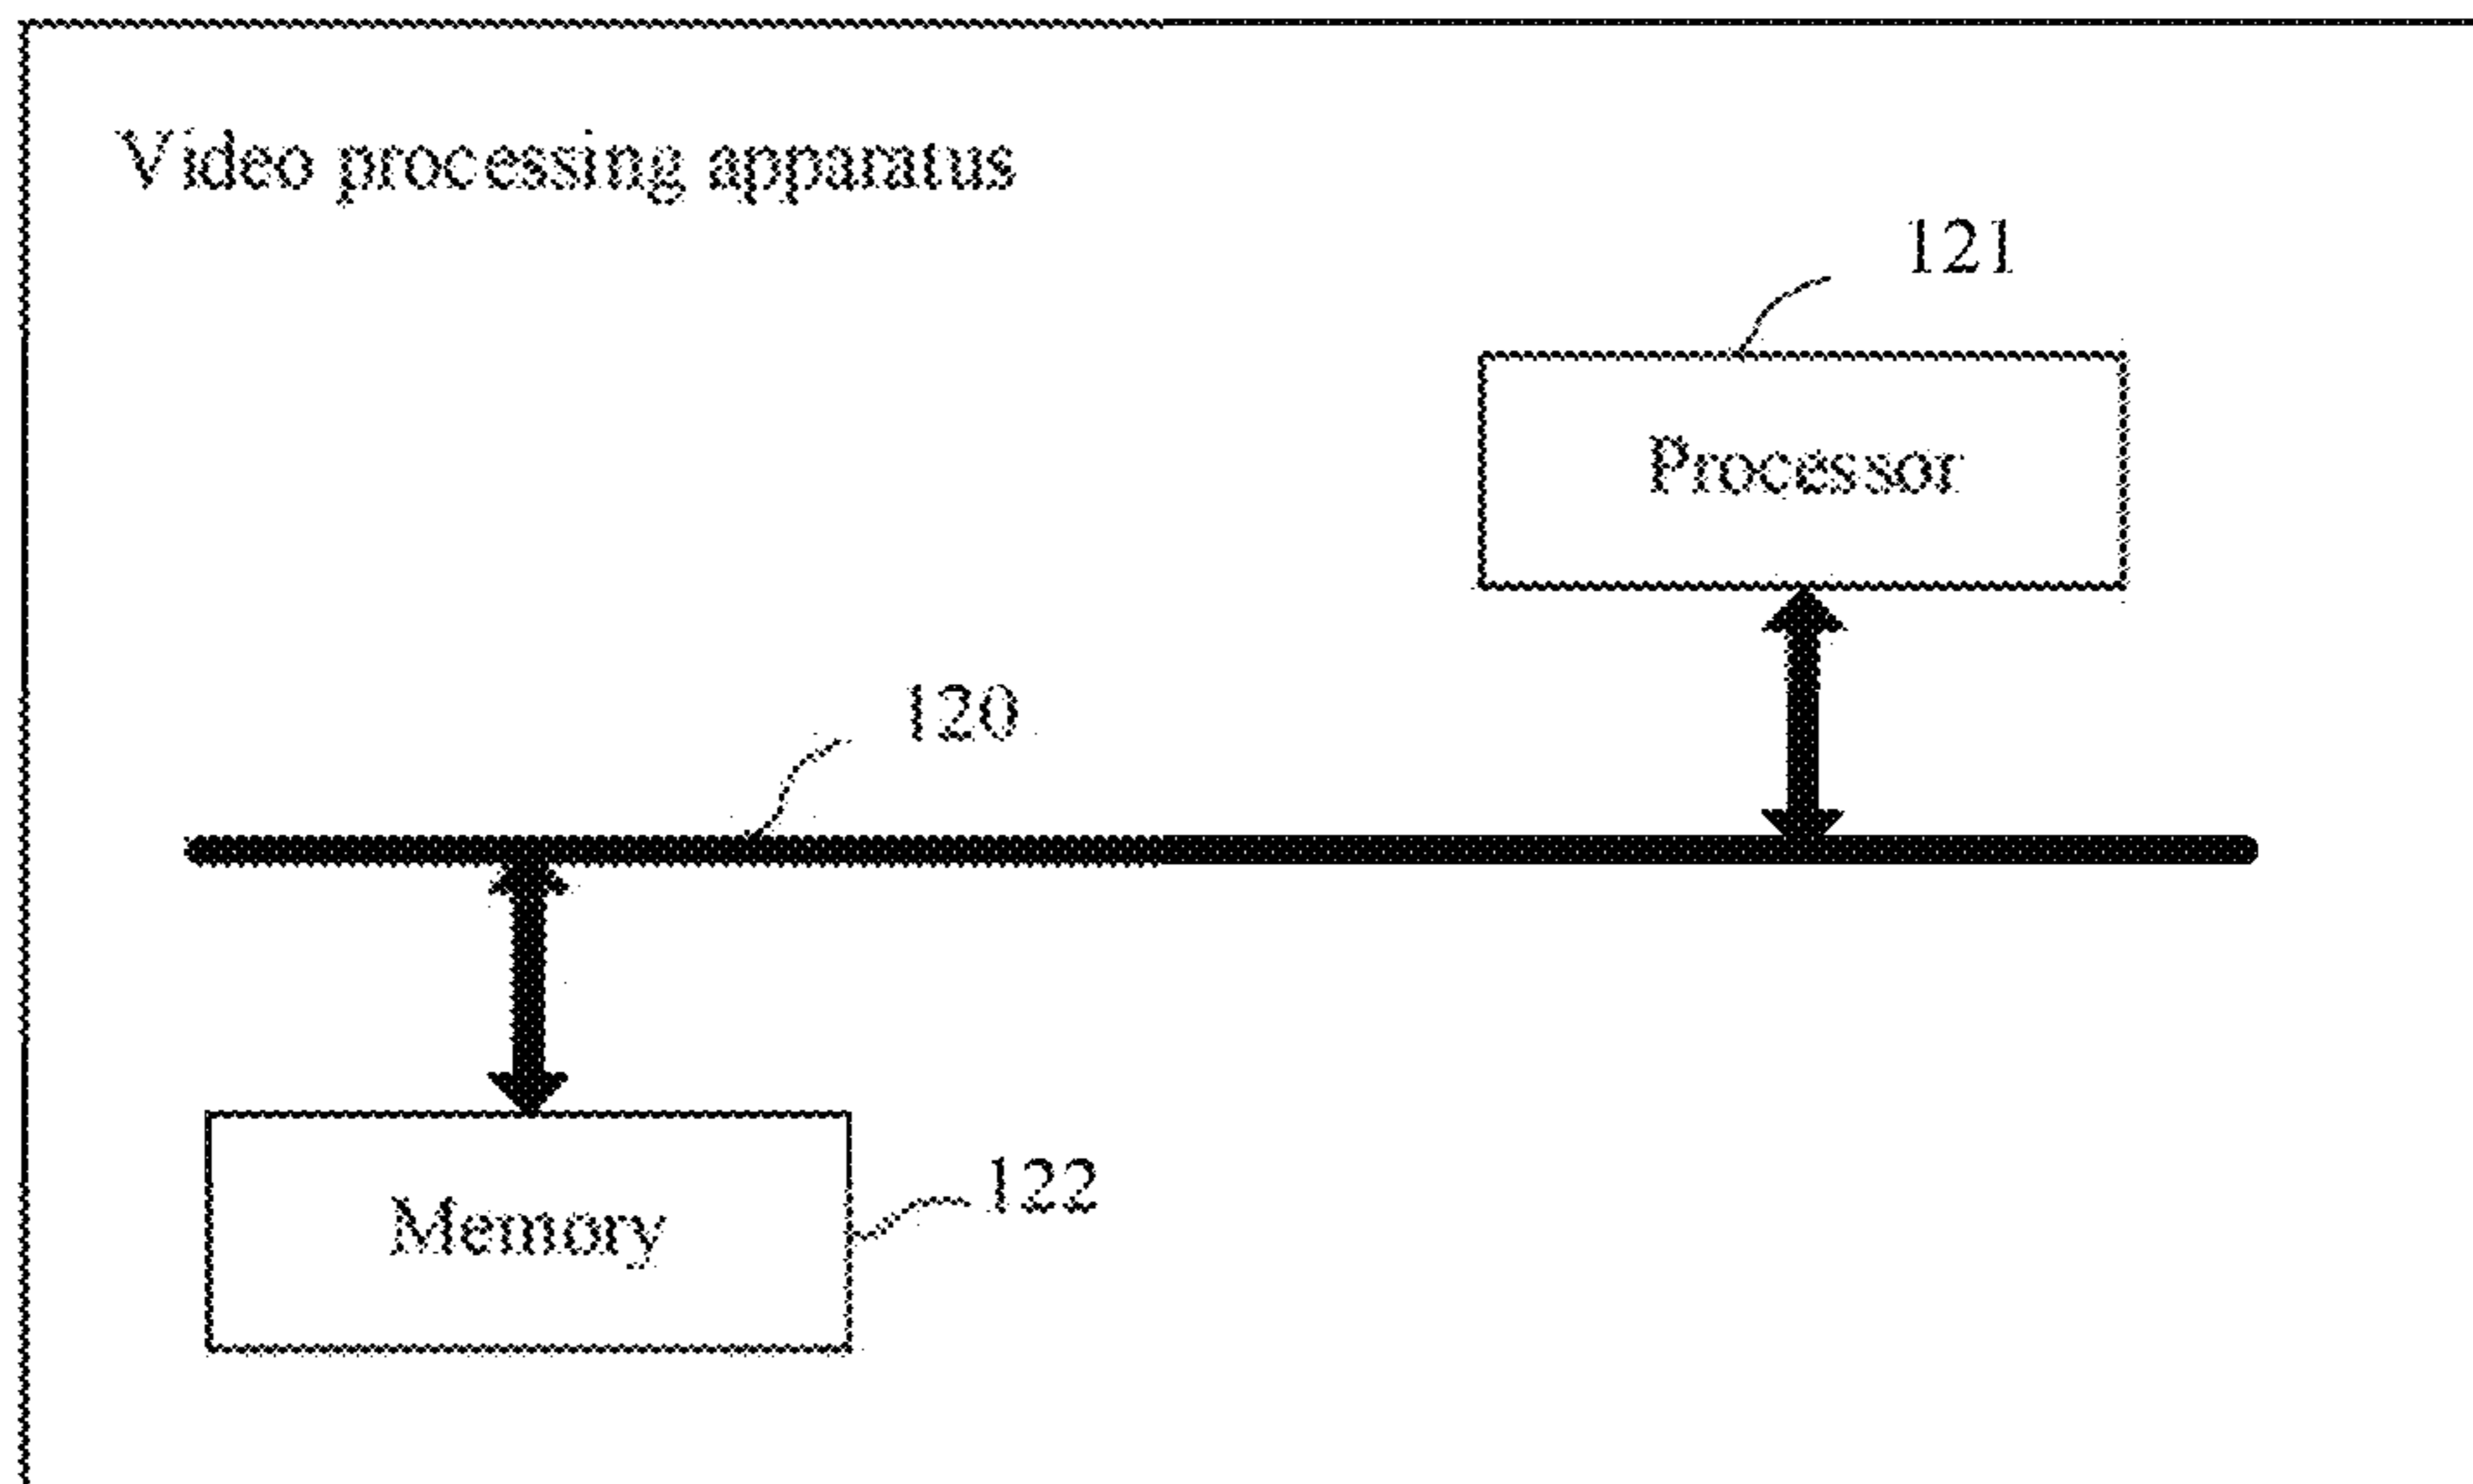 Video processing apparatus
121
Processor
120
122
Memory